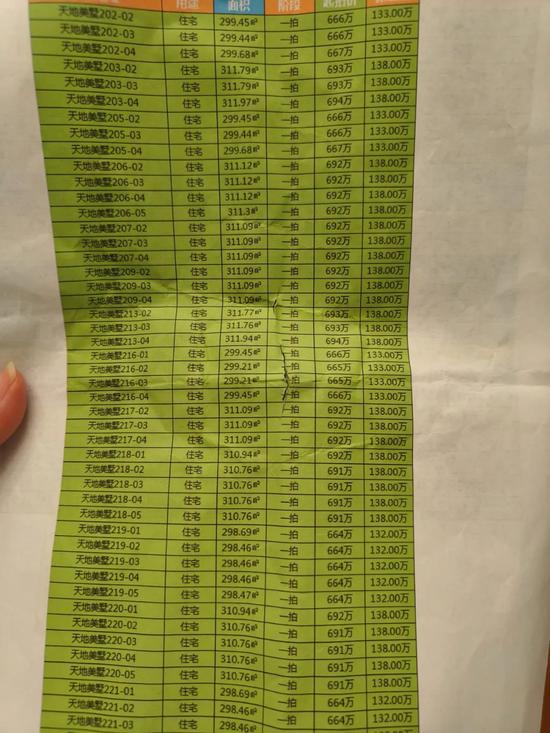 用途 面积 阶段 起拍价
天地美墅202-02 住宅 299.45㎡ 一拍 666万 133.00万
天地美墅202-03 住宅 299.44㎡ 一拍 666万 133.00万
天地美墅202-04 住宅 299.68㎡ 一拍 667万 133.00万
天地美墅203-02 住宅 311.79㎡ 一拍 693万 138.00万
天地美墅203-03 住宅 311.79㎡ 一拍 693万 138.00万
天地美墅203-04 住宅 311.97㎡ 一拍 694万 138.00万
天地美墅205-02 住宅 299.45㎡ 一拍 666万 133.00万
天地美墅205-03 住宅 299.44㎡ 一拍 666万 133.00万
天地美墅205-04 住宅 299.68㎡ 一拍 667万 133.00万
天地美墅206-02 住宅 311.12㎡ 一拍 692万 138.00万
天地美墅206-03 住宅 311.12㎡ 一拍 692万 138.00万
天地美墅206-04 住宅 311.12㎡ 一拍 692万 138.00万
天地美墅206-05 住宅 311.3㎡ 一拍 692万 138.00万
天地美墅207-02 住宅 311.09㎡ 一拍 692万 138.00万
天地美墅207-03 住宅 311.09㎡ 一拍 692万 138.00万
天地美墅207-04 住宅 311.09㎡ 一拍 692万 138.00万
天地美墅209-02 住宅 311.09㎡ 一拍 692万 138.00万
天地美墅209-03 住宅 311.09㎡ 一拍 692万 138.00万
天地美墅209-04 住宅 311.09㎡ 一拍 692万 138.00万
天地美墅213-02 住宅 311.77㎡ 一拍 693万 138.00万
天地美墅213-03 住宅 311.76㎡ 一拍 693万 138.00万
天地美墅213-04 住宅 311.94㎡ 一拍 694万 138.00万
天地美墅216-01 住宅 299.45㎡ 一拍 666万 133.00万
天地美墅216-02 住宅 299.21㎡ 一拍 665万 133.00万
天地美墅216-03 住宅 299.21㎡ 一拍 665万 133.00万
天地美墅216-04 住宅 299.45㎡ 一拍 666万 133.00万
天地美墅217-02 住宅 311.09㎡ 一拍 692万 138.00万
天地美墅217-03 住宅 311.09㎡ 一拍 692万 138.00万
天地美墅217-04 住宅 311.09㎡ 一拍 692万 138.00万
天地美墅218-01 住宅 310.94㎡ 一拍 692万 138.00万
天地美墅218-02 住宅 310.76㎡ 一拍 691万 138.00万
天地美墅218-03 住宅 310.76㎡ 一拍 691万 138.00万
天地美墅218-04 住宅 310.76㎡ 一拍 691万 138.00万
天地美墅218-05 住宅 310.76㎡ 一拍 691万 138.00万
天地美墅219-01 住宅 298.69㎡ 一拍 664万 132.00万
天地美墅219-02 住宅 298.46㎡ 一拍 664万 132.00万
天地美墅219-03 住宅 298.46㎡ 一拍 664万 132.00万
天地美墅219-04 住宅 298.46㎡ 一拍 664万 132.00万
天地美墅219-05 住宅 298.47㎡ 一拍 664万 132.00万
天地美墅220-01 住宅 310.94㎡ 一拍 692万 138.00万
天地美墅220-02 住宅 310.76㎡ 一拍 691万 138.00万
天地美墅220-03 住宅 310.76㎡ 一拍 691万 138.00万
天地美墅220-04 住宅 310.76㎡ 一拍 691万 138.00万
天地美墅220-05 住宅 310.76㎡ 一拍 691万 138.00万
天地美墅221-01 住宅 298.69㎡ 一拍 664万 132.00万
天地美墅221-02 住宅 298.46㎡ 一拍 664万 132.00万
天地美墅221-03 住宅 298.46㎡ 一拍 664万 132.00万